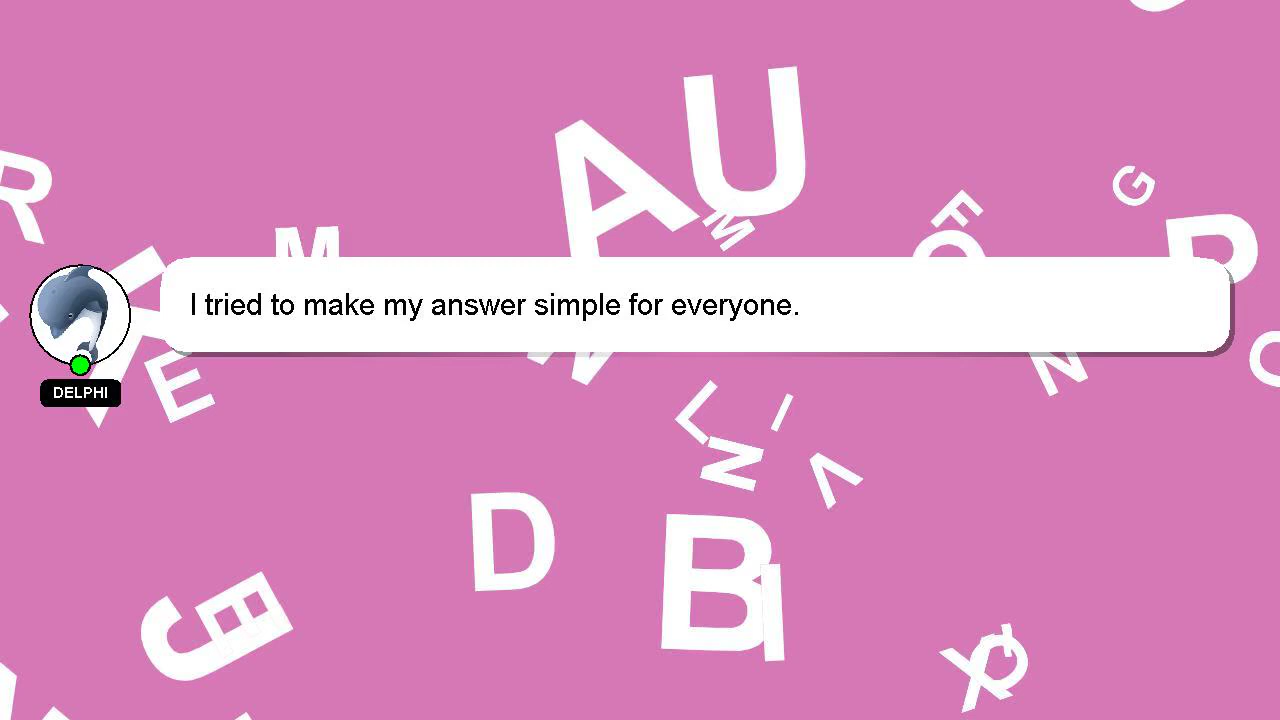 I tried to make my answer simple for everyone.
DELPHI
R
A
U
M
M
F
O
G
P
E
N
L
I
N
V
D
B
I
J
E
E
X